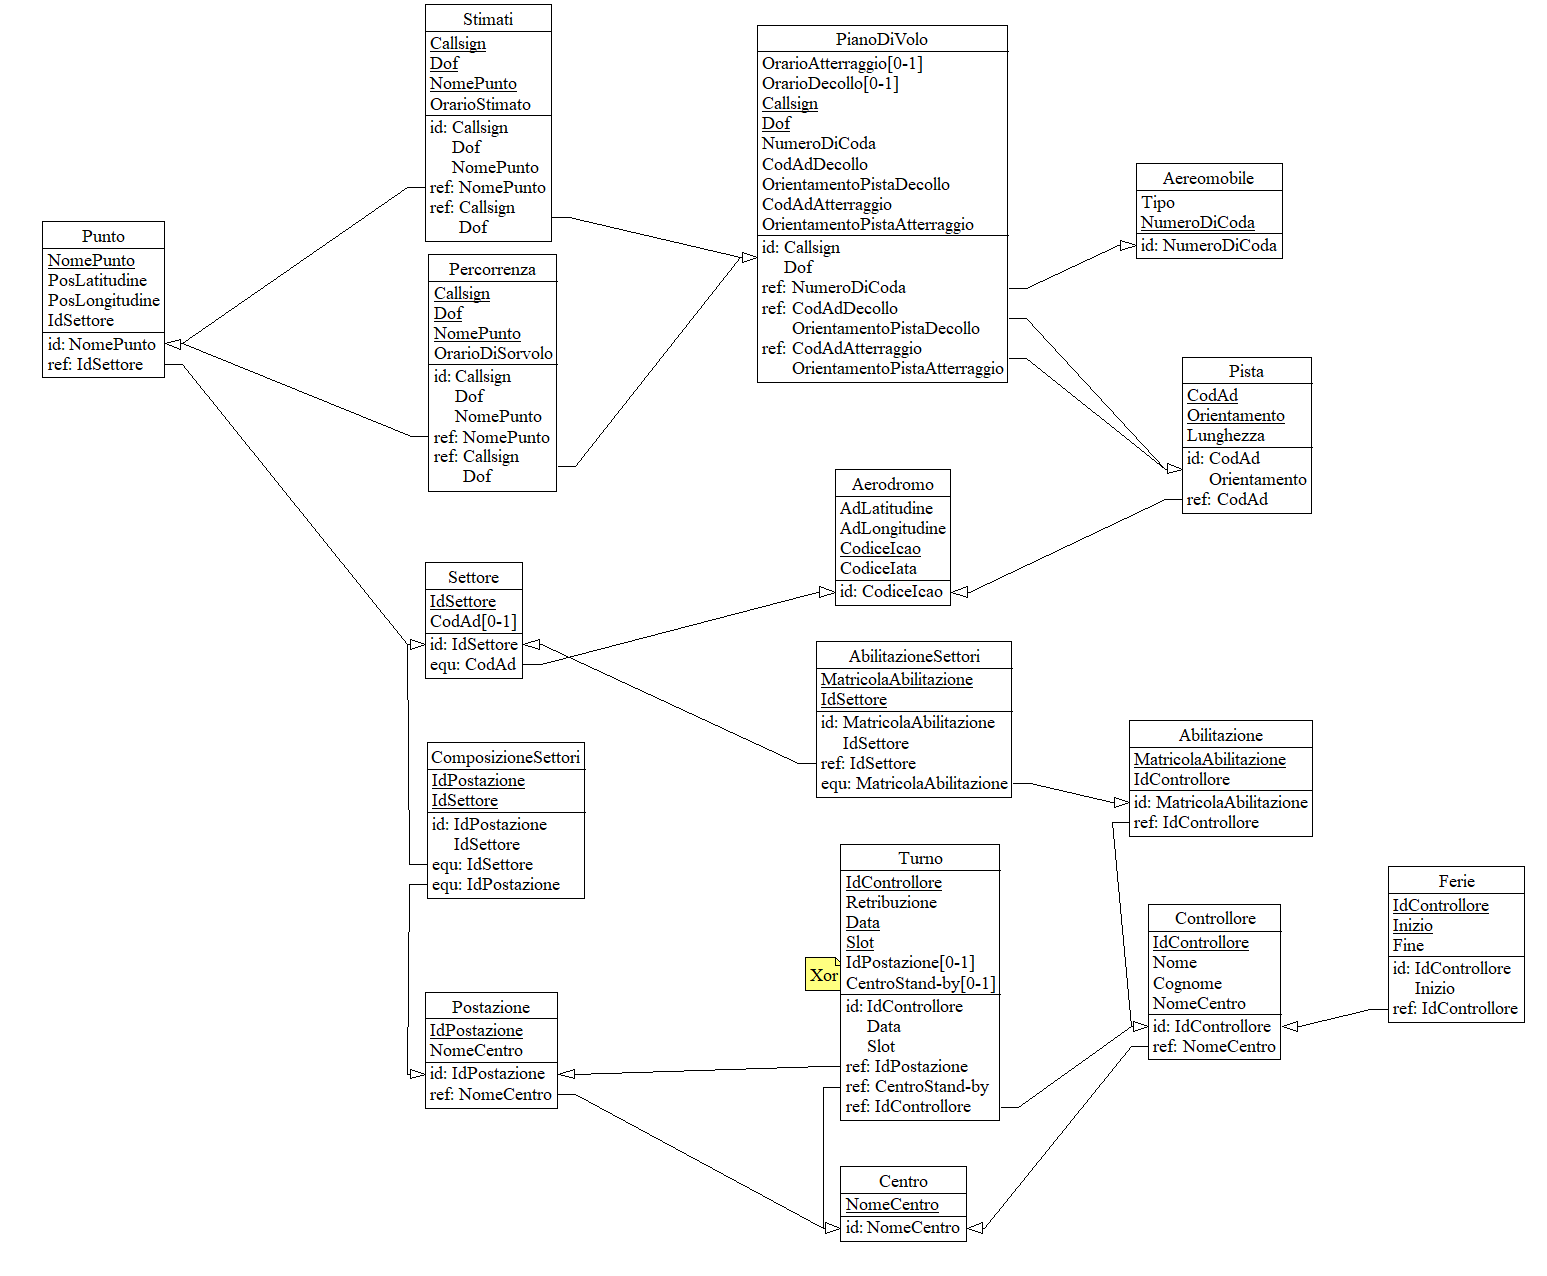 Stimati
Callsign
Dof
NomePunto
OrarioStimato
id: Callsign
Dof
NomePunto
ref: NomePunto
ref: Callsign
Dof
PianoDiVolo
OrarioAtterraggio[0-1]
OrarioDecollo[0-1]
Callsign
Dof
NumeroDiCoda
CodAdDecollo
OrientamentoPistaDecollo
CodAdAtterraggio
OrientamentoPistaAtterraggio
id: Callsign
Dof
ref: NumeroDiCoda
ref: CodAdDecollo
OrientamentoPistaDecollo
ref: CodAdAtterraggio
OrientamentoPistaAtterraggio
Aereomobile
Tipo
NumeroDiCoda
id: NumeroDiCoda
Punto
NomePunto
PosLatitudine
PosLongitudine
IdSettore
id: NomePunto
ref: IdSettore
Percorrenza
Callsign
Dof
NomePunto
OrarioDiSorvolo
id: Callsign
Dof
NomePunto
ref: NomePunto
ref: Callsign
Dof
Pista
CodAd
Orientamento
Lunghezza
id: CodAd
Orientamento
ref: CodAd
Aerodromo
AdLatitudine
AdLongitudine
CodiceIcao
CodiceIata
id: CodiceIcao
Settore
IdSettore
CodAd[0-1]
id: IdSettore
equ: CodAd
AbilitazioneSettori
MatricolaAbilitazione
IdSettore
id: MatricolaAbilitazione
IdSettore
ref: IdSettore
equ: MatricolaAbilitazione
Abilitazione
MatricolaAbilitazione
IdControllore
id: MatricolaAbilitazione
ref: IdControllore
ComposizioneSettori
IdPostazione
IdSettore
id: IdPostazione
IdSettore
equ: IdSettore
equ: IdPostazione
Turno
IdControllore
Retribuzione
Data
Slot
IdPostazione[0-1]
CentroStand-by[0-1]
id: IdControllore
Data
Slot
ref: IdPostazione
ref: CentroStand-by
ref: IdControllore
Xor
Ferie
IdControllore
Inizio
Fine
id: IdControllore
Inizio
ref: IdControllore
Controllore
IdControllore
Nome
Cognome
NomeCentro
id: IdControllore
ref: NomeCentro
Postazione
IdPostazione
NomeCentro
id: IdPostazione
ref: NomeCentro
Centro
NomeCentro
id: NomeCentro